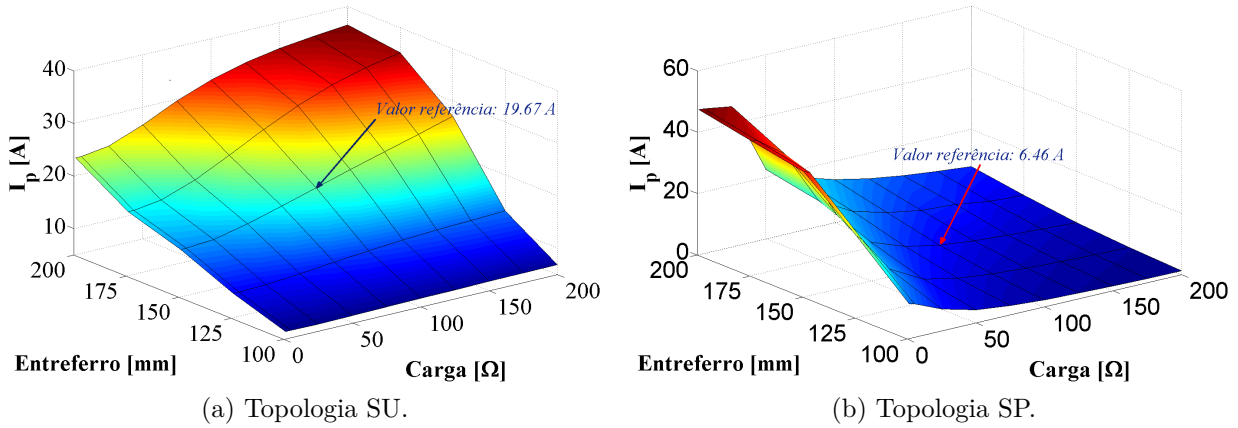 40
30
20
10
200
175
150
125
100
0
50
100
150
200
I_p [A]
Entreferro [mm]
Carga [Ω]
Valor referência: 19.67 A
(a) Topologia SU.
60
40
20
0
200
175
150
125
100
0
50
100
150
200
I_p [A]
Entreferro [mm]
Carga [Ω]
Valor referência: 6.46 A
(b) Topologia SP.